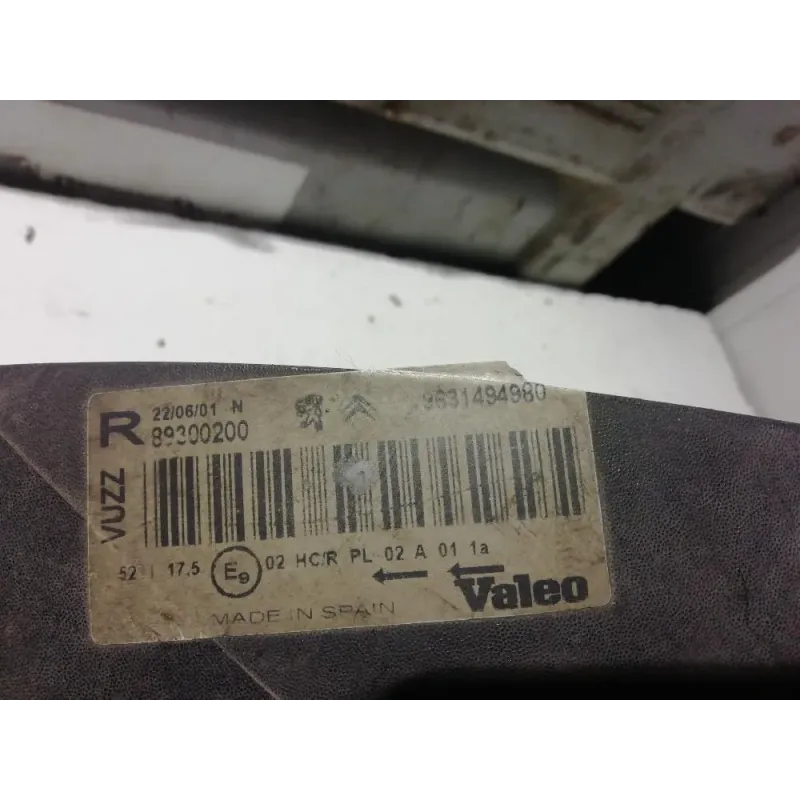 R 22/06/01 N 9631494980
89300200
VUZZ
17.5 E9 02 HC/R PL 02 A 01 1a
MADE IN SPAIN
Valeo